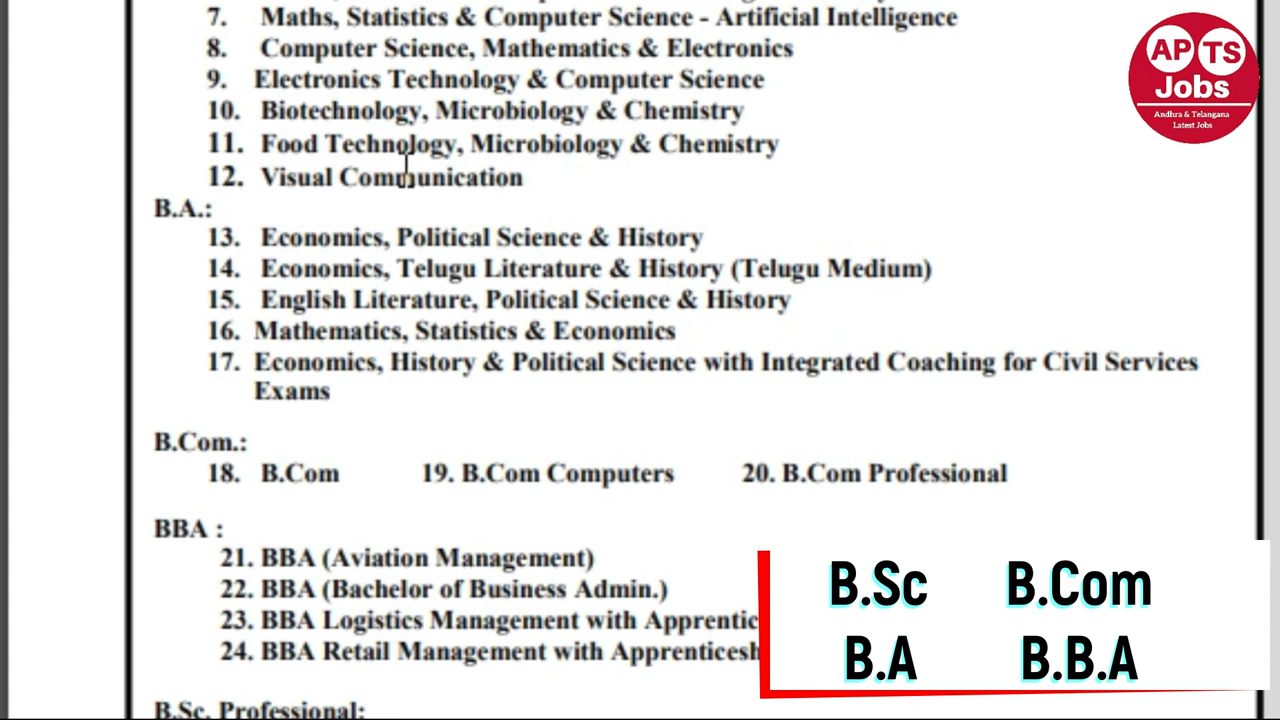 7. Maths, Statistics & Computer Science - Artificial Intelligence
8. Computer Science, Mathematics & Electronics
9. Electronics Technology & Computer Science
10. Biotechnology, Microbiology & Chemistry
11. Food Technology, Microbiology & Chemistry
12. Visual Communication
B.A.:
13. Economics, Political Science & History
14. Economics, Telugu Literature & History (Telugu Medium)
15. English Literature, Political Science & History
16. Mathematics, Statistics & Economics
17. Economics, History & Political Science with Integrated Coaching for Civil Services
Exams
B.Com.:
18. B.Com 19. B.Com Computers 20. B.Com Professional
BBA :
21. BBA (Aviation Management)
22. BBA (Bachelor of Business Admin.)
23. BBA Logistics Management with
24. BBA Retail Management with
B.Sc. Professional:
AP TS
Jobs
Andhra & Telangana
Latest Jobs
B.Sc B.Com
B.A B.B.A